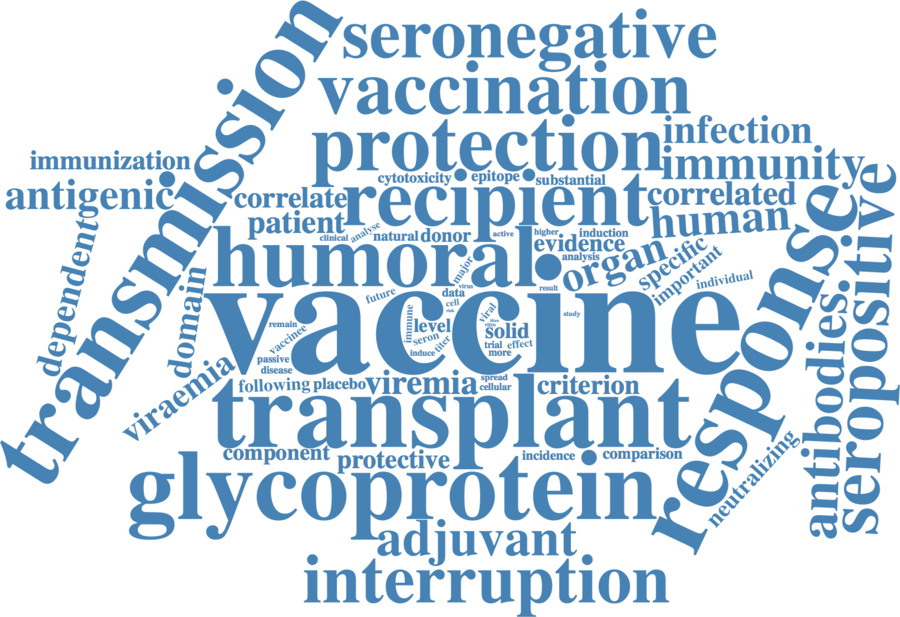 transmission
seronegative
vaccination
protection
infection
immunization
immunity
antigenic
cytotoxicity
epitope
substantial
correlate
recipient
correlated
patient
human
clinical
analyse
natural
donor
active
higher
induction
humoral
evidence
organ
specific
important
individual
analysis
major
virus
result
dependent
domain
future
data
cell
risk
viral
titre
vitro
study
vaccine
immune
level
seron
titer
induce
solid
trial
effect
more
remain
vaccinee
passive
disease
response
antibodies
seropositive
viraemia
following
placebo
viremia
spread
cellular
criterion
transplant
component
protective
incidence
comparison
neutralizing
glycoprotein
adjuvant
interruption